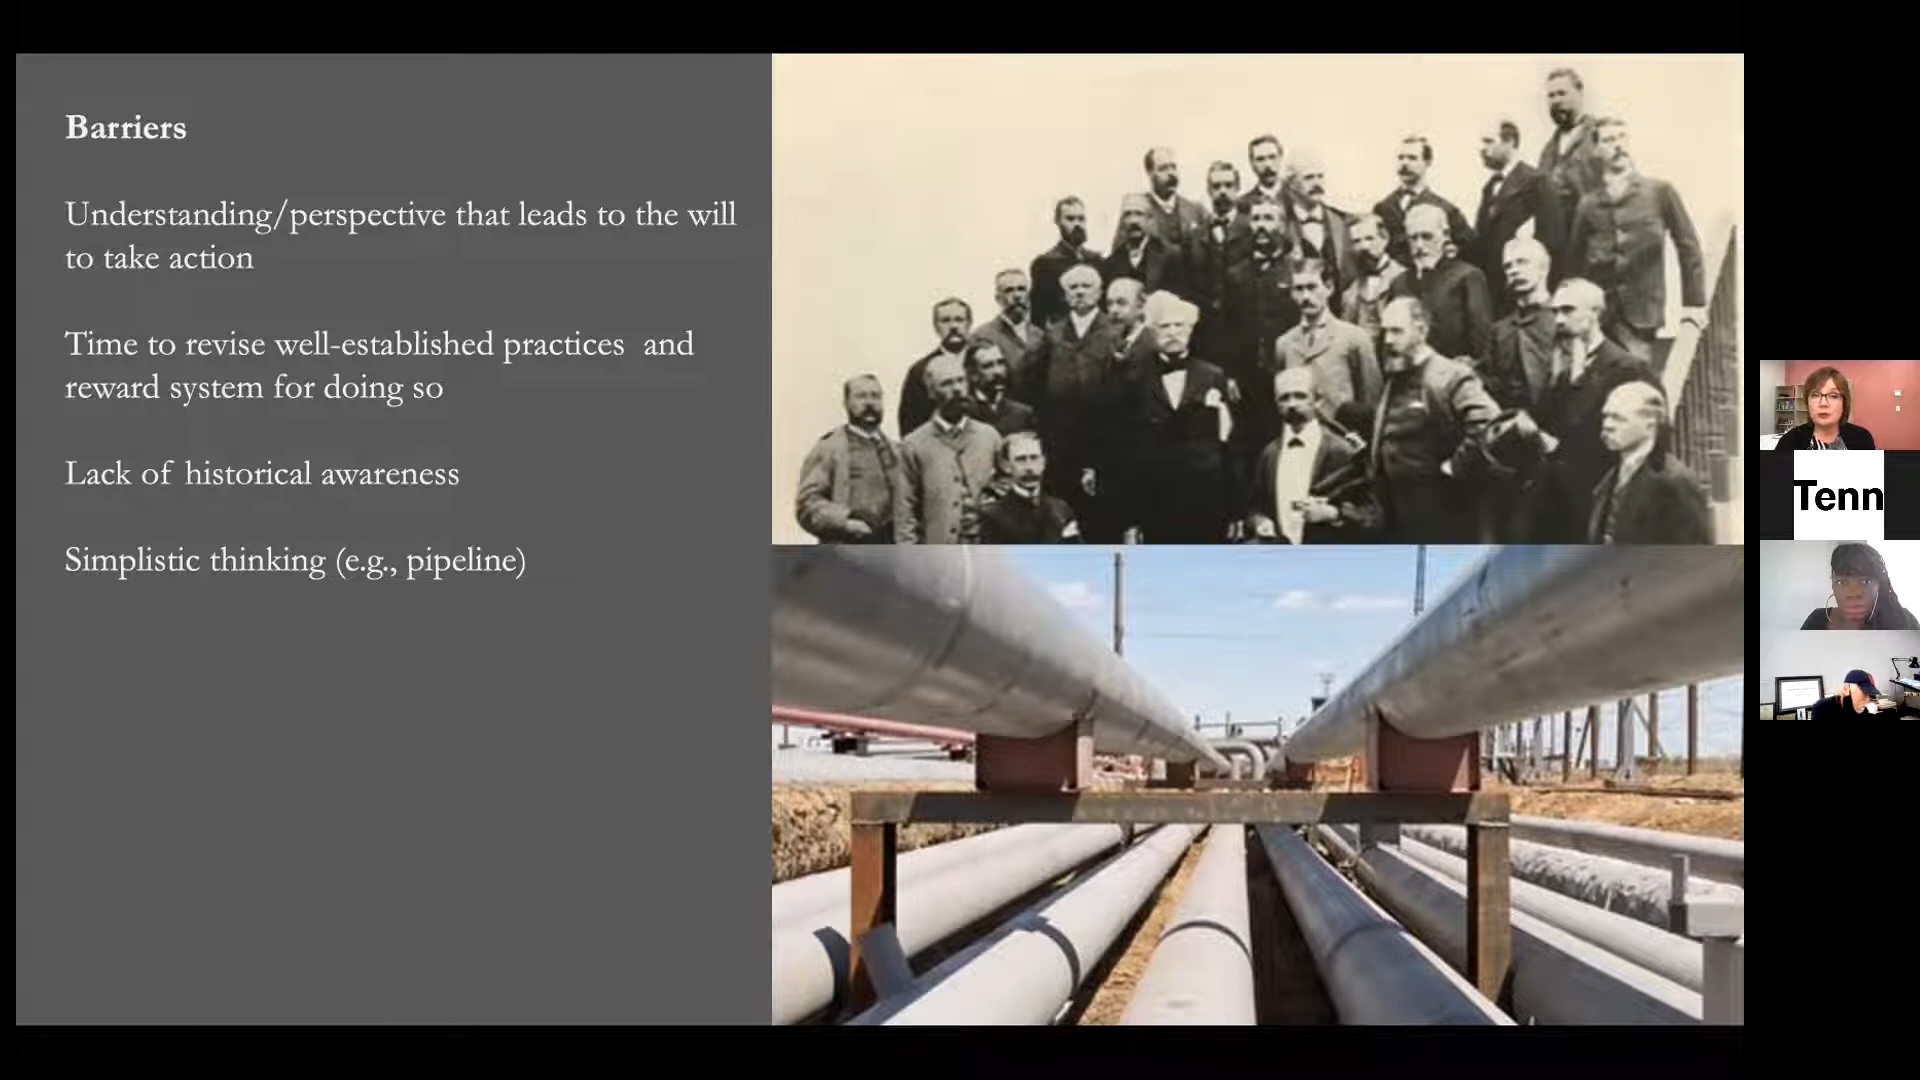 Barriers
Understanding/perspective that leads to the will
to take action
Time to revise well-established practices and
reward system for doing so
Lack of historical awareness
Simplistic thinking (e.g., pipeline)
Tenn